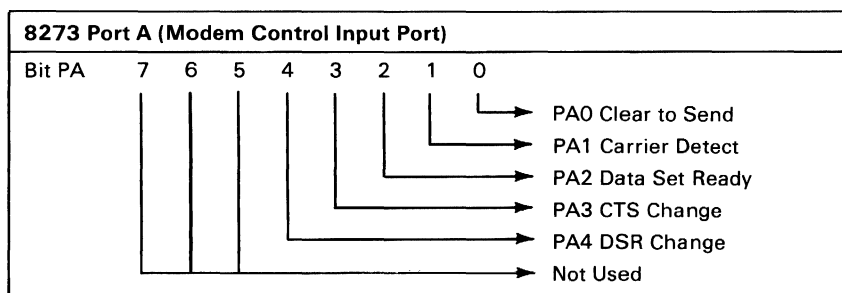 8273 Port A (Modem Control Input Port)
Bit PA 7 6 5 4 3 2 1 0
PA0 Clear to Send
PA1 Carrier Detect
PA2 Data Set Ready
PA3 CTS Change
PA4 DSR Change
Not Used